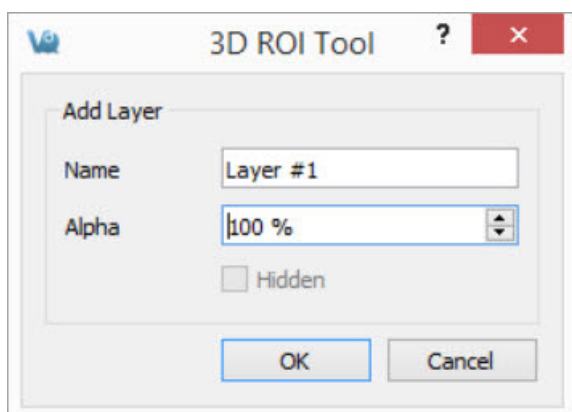 3D ROI Tool ?
Add Layer
Name Layer #1
Alpha 100 %
Hidden
OK Cancel